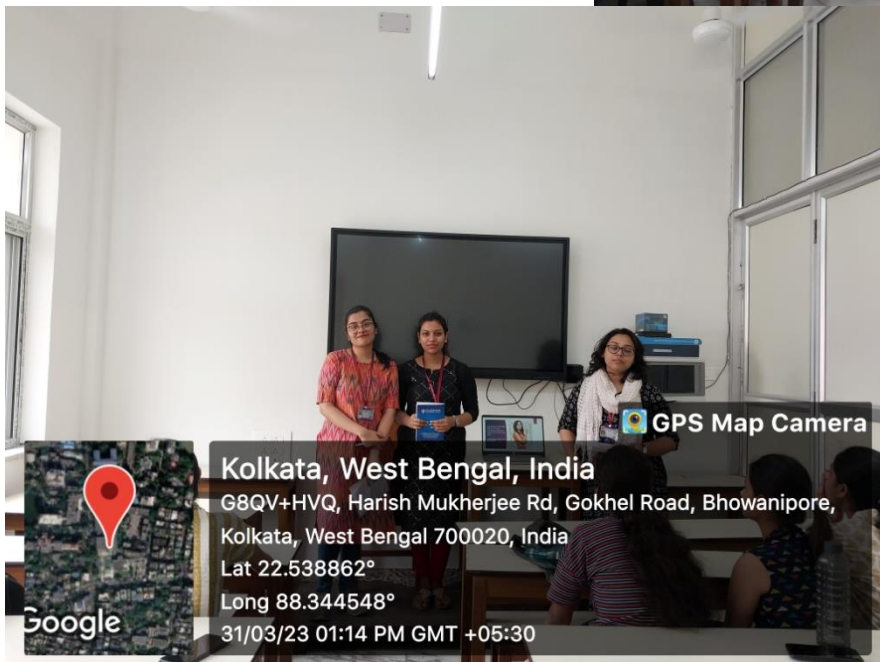 GPS Map Camera
Kolkata, West Bengal, India
G8QV+HVQ, Harish Mukherjee Rd, Gokhel Road, Bhowanipore,
Kolkata, West Bengal 700020, India
Lat 22.538862°
Long 88.344548°
31/03/23 01:14 PM GMT +05:30
Google